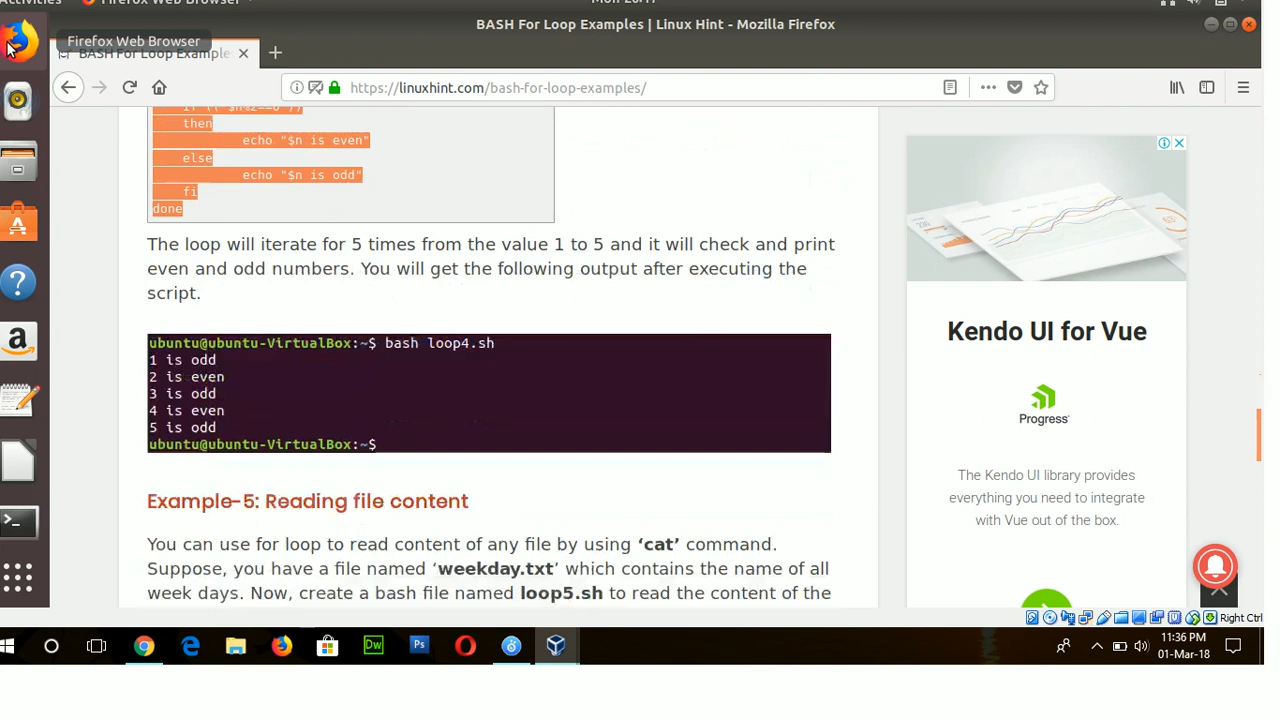 Activities
Firefox Web Browser
BASH For Loop Examples | Linux Hint - Mozilla Firefox
Firefox Web Browser
BASH For Loop Example
https://linuxhint.com/bash-for-loop-examples/
then
echo "$n is even"
else
echo "$n is odd"
fi
done
The loop will iterate for 5 times from the value 1 to 5 and it will check and print
even and odd numbers. You will get the following output after executing the
script.
ubuntu@ubuntu-VirtualBox:~$ bash loop4.sh
1 is odd
2 is even
3 is odd
4 is even
5 is odd
ubuntu@ubuntu-VirtualBox:~$
Example-5: Reading file content
You can use for loop to read content of any file by using ‘cat’ command.
Suppose, you have a file named ‘weekday.txt’ which contains the name of all
week days. Now, create a bash file named loop5.sh to read the content of the
Kendo UI for Vue
Progress®
The Kendo UI library provides
everything you need to integrate
with Vue out of the box.
Right Ctrl
Dw
Ps
11:36 PM
01-Mar-18